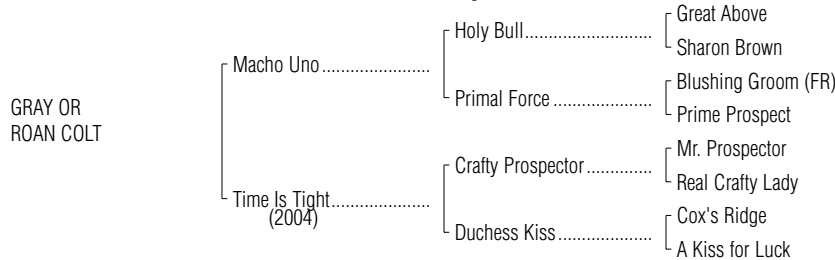 Great Above
Holy Bull
Sharon Brown
Macho Uno
Blushing Groom (FR)
Primal Force
Prime Prospect
GRAY OR
ROAN COLT
Mr. Prospector
Crafty Prospector
Real Crafty Lady
Time Is Tight
(2004)
Cox's Ridge
Duchess Kiss
A Kiss for Luck